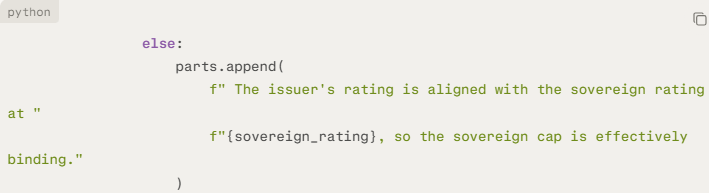 python
else:
parts.append(
f" The issuer's rating is aligned with the sovereign rating
at "
f"{sovereign_rating}, so the sovereign cap is effectively
binding."
)